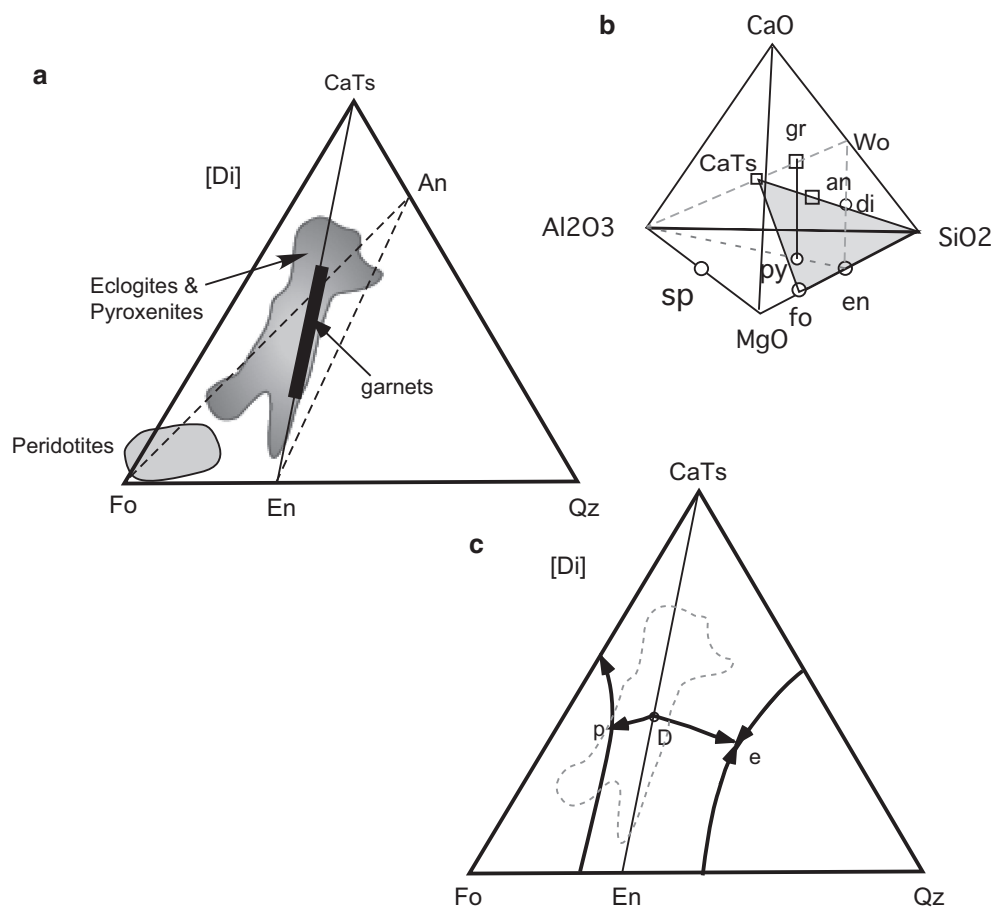 a
CaTs
[Di]
An
Eclogites &
Pyroxenites
garnets
Peridotites
Fo
En
Qz
b
CaO
Wo
gr
CaTs
an
di
Al2O3
SiO2
py
sp
fo
en
MgO
c
CaTs
[Di]
p
D
e
Fo
En
Qz